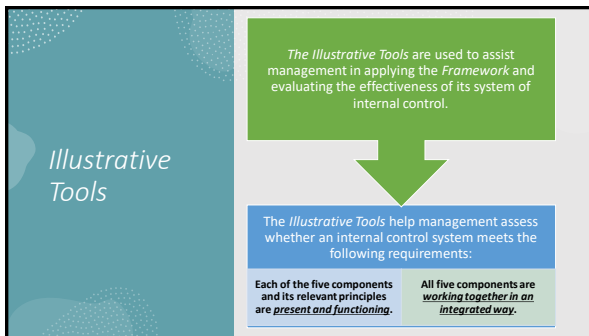 Illustrative
Tools
The Illustrative Tools are used to assist
management in applying the Framework and
evaluating the effectiveness of its system of
internal control.
The Illustrative Tools help management assess
whether an internal control system meets the
following requirements:
Each of the five components
and its relevant principles
are present and functioning.
All five components are
working together in an
integrated way.